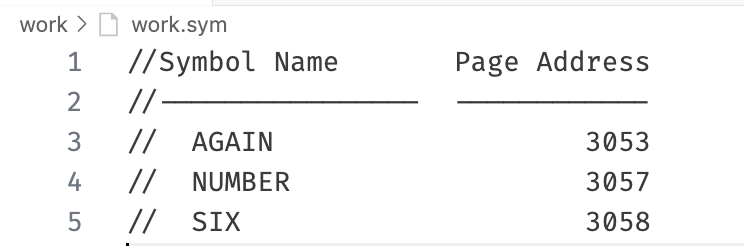 work > work.sym
1 //Symbol Name       Page Address
2 //----------------  ------------
3 //  AGAIN                   3053
4 //  NUMBER                  3057
5 //  SIX                     3058